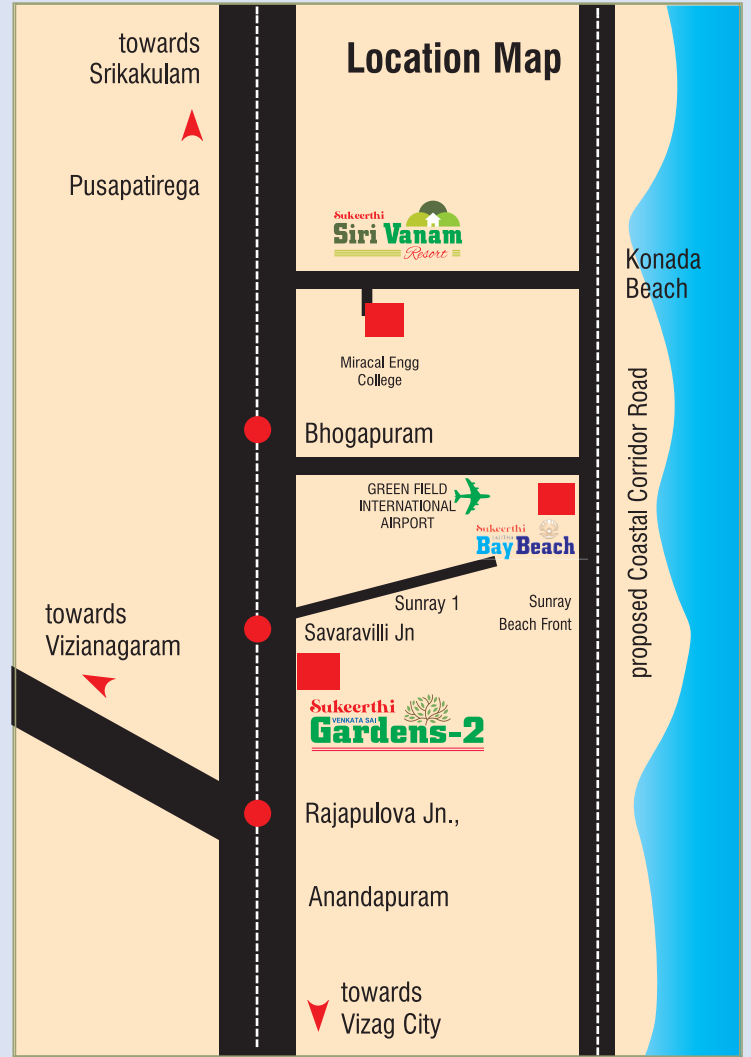 Location Map
towards
Srikakulam
Pusapatirega
Sukeerthi
Siri Vanam
Resort
Konada
Beach
Miracal Engg
College
Bhogapuram
proposed Coastal Corridor Road
GREEN FIELD
INTERNATIONAL
AIRPORT
Sukeerthi
Bay Beach
Sunray 1
Sunray
Beach Front
towards
Vizianagaram
Savaravilli Jn
Sukeerthi
VENKATA SAI
Gardens-2
Rajapulova Jn.,
Anandapuram
towards
Vizag City